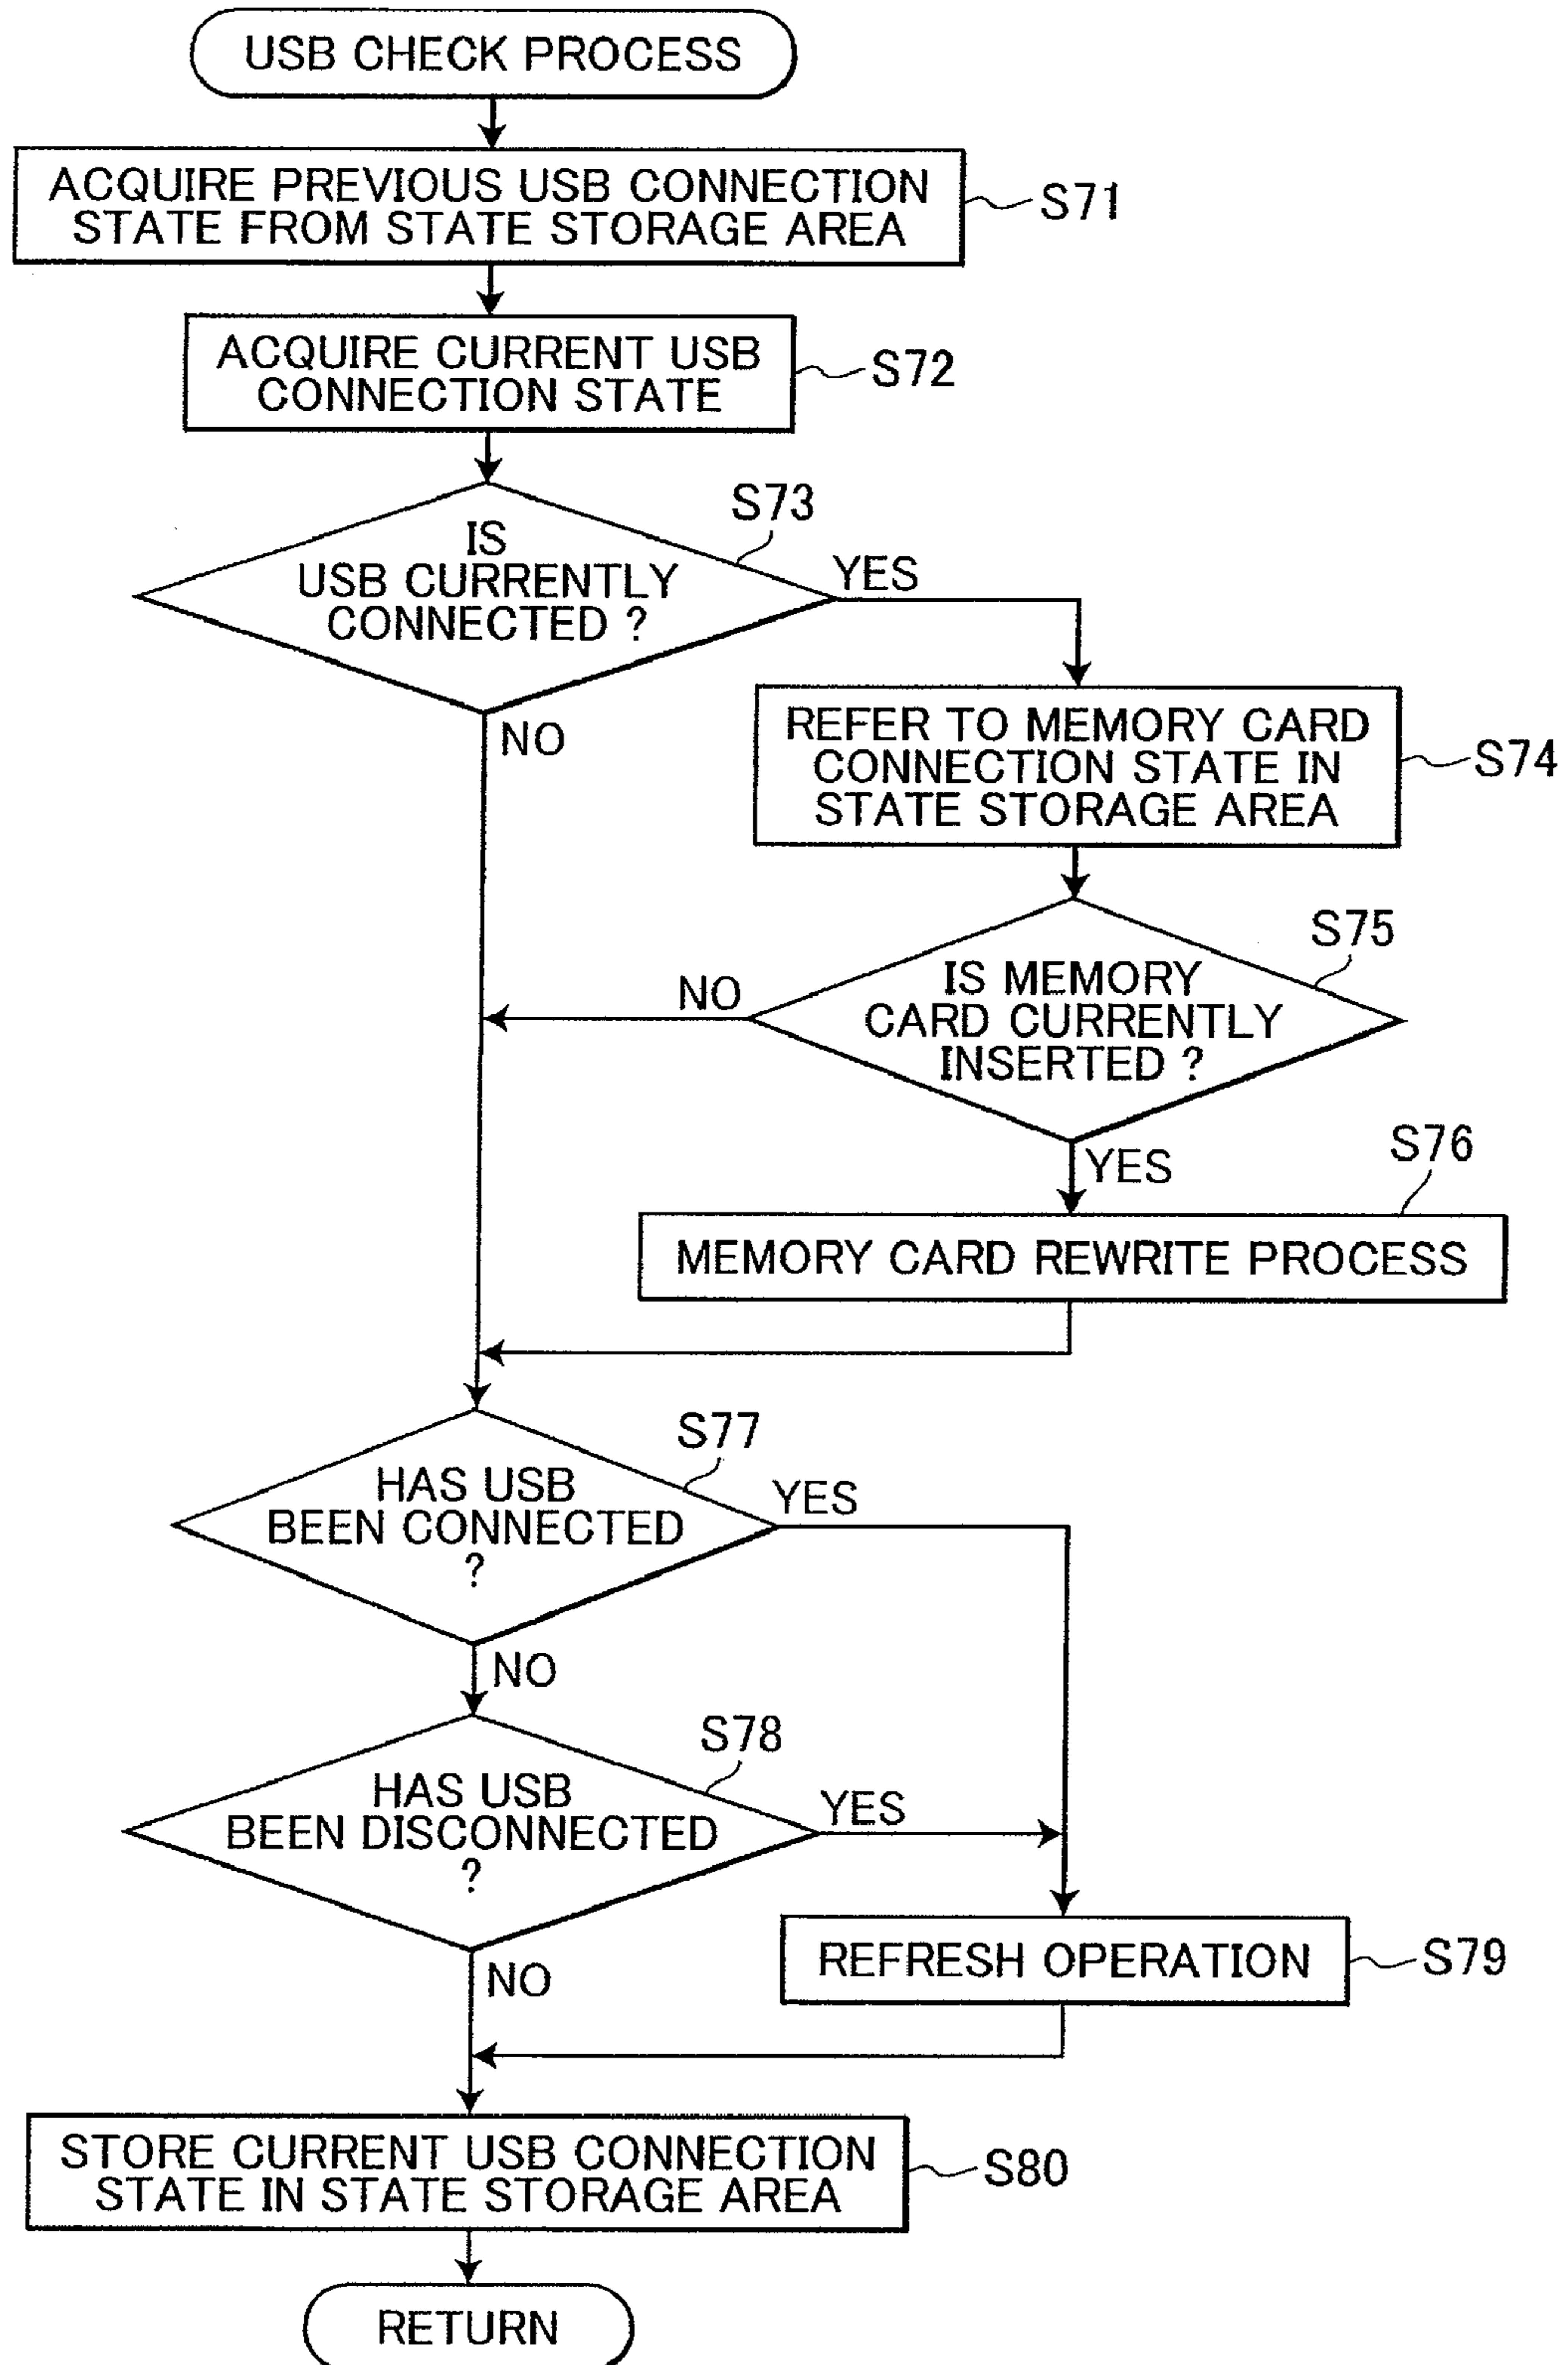 USB CHECK PROCESS
ACQUIRE PREVIOUS USB CONNECTION
STATE FROM STATE STORAGE AREA
S71
ACQUIRE CURRENT USB
CONNECTION STATE
S72
S73
IS
USB CURRENTLY
CONNECTED ?
YES
NO
REFER TO MEMORY CARD
CONNECTION STATE IN
STATE STORAGE AREA
S74
S75
IS MEMORY
CARD CURRENTLY
INSERTED ?
NO
YES
S76
MEMORY CARD REWRITE PROCESS
S77
HAS USB
BEEN CONNECTED
?
YES
NO
S78
HAS USB
BEEN DISCONNECTED
?
YES
NO
REFRESH OPERATION
S79
STORE CURRENT USB CONNECTION
STATE IN STATE STORAGE AREA
S80
RETURN